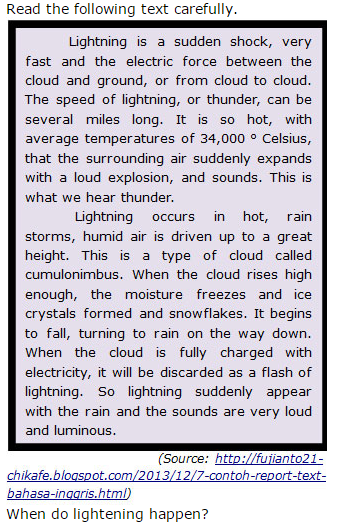 Read the following text carefully.
Lightning is a sudden shock, very
fast and the electric force between the
cloud and ground, or from cloud to cloud.
The speed of lightning, or thunder, can be
several miles long. It is so hot, with
average temperatures of 34,000 ° Celsius,
that the surrounding air suddenly expands
with a loud explosion, and sounds. This is
what we hear thunder.
Lightning occurs in hot, rain
storms, humid air is driven up to a great
height. This is a type of cloud called
cumulonimbus. When the cloud rises high
enough, the moisture freezes and ice
crystals formed and snowflakes. It begins
to fall, turning to rain on the way down.
When the cloud is fully charged with
electricity, it will be discarded as a flash of
lightning. So lightning suddenly appear
with the rain and the sounds are very loud
and luminous.
(Source: http://fujianto21-
chikafe.blogspot.com/2013/12/7-contoh-report-text-
bahasa-inggris.html)
When do lightening happen?